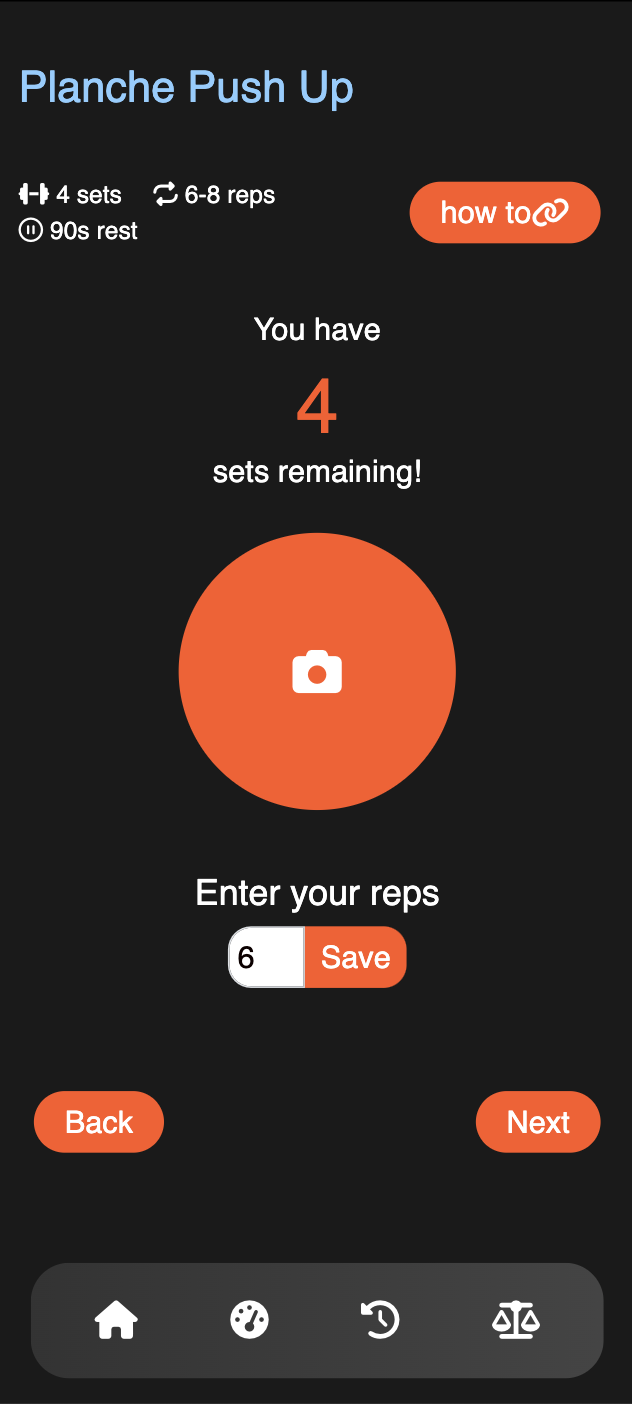 Planche Push Up
4 sets 6-8 reps
90s rest
how to
You have
4
sets remaining!
Enter your reps
6 Save
Back Next